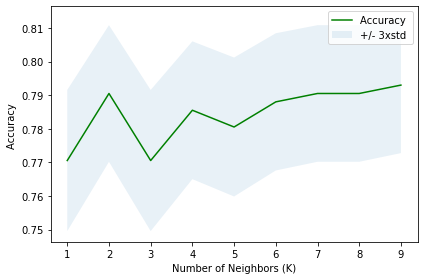 Accuracy
+/- 3xstd
0.81
0.80
0.79
0.78
0.77
0.76
0.75
Accuracy
1 2 3 4 5 6 7 8 9
Number of Neighbors (K)